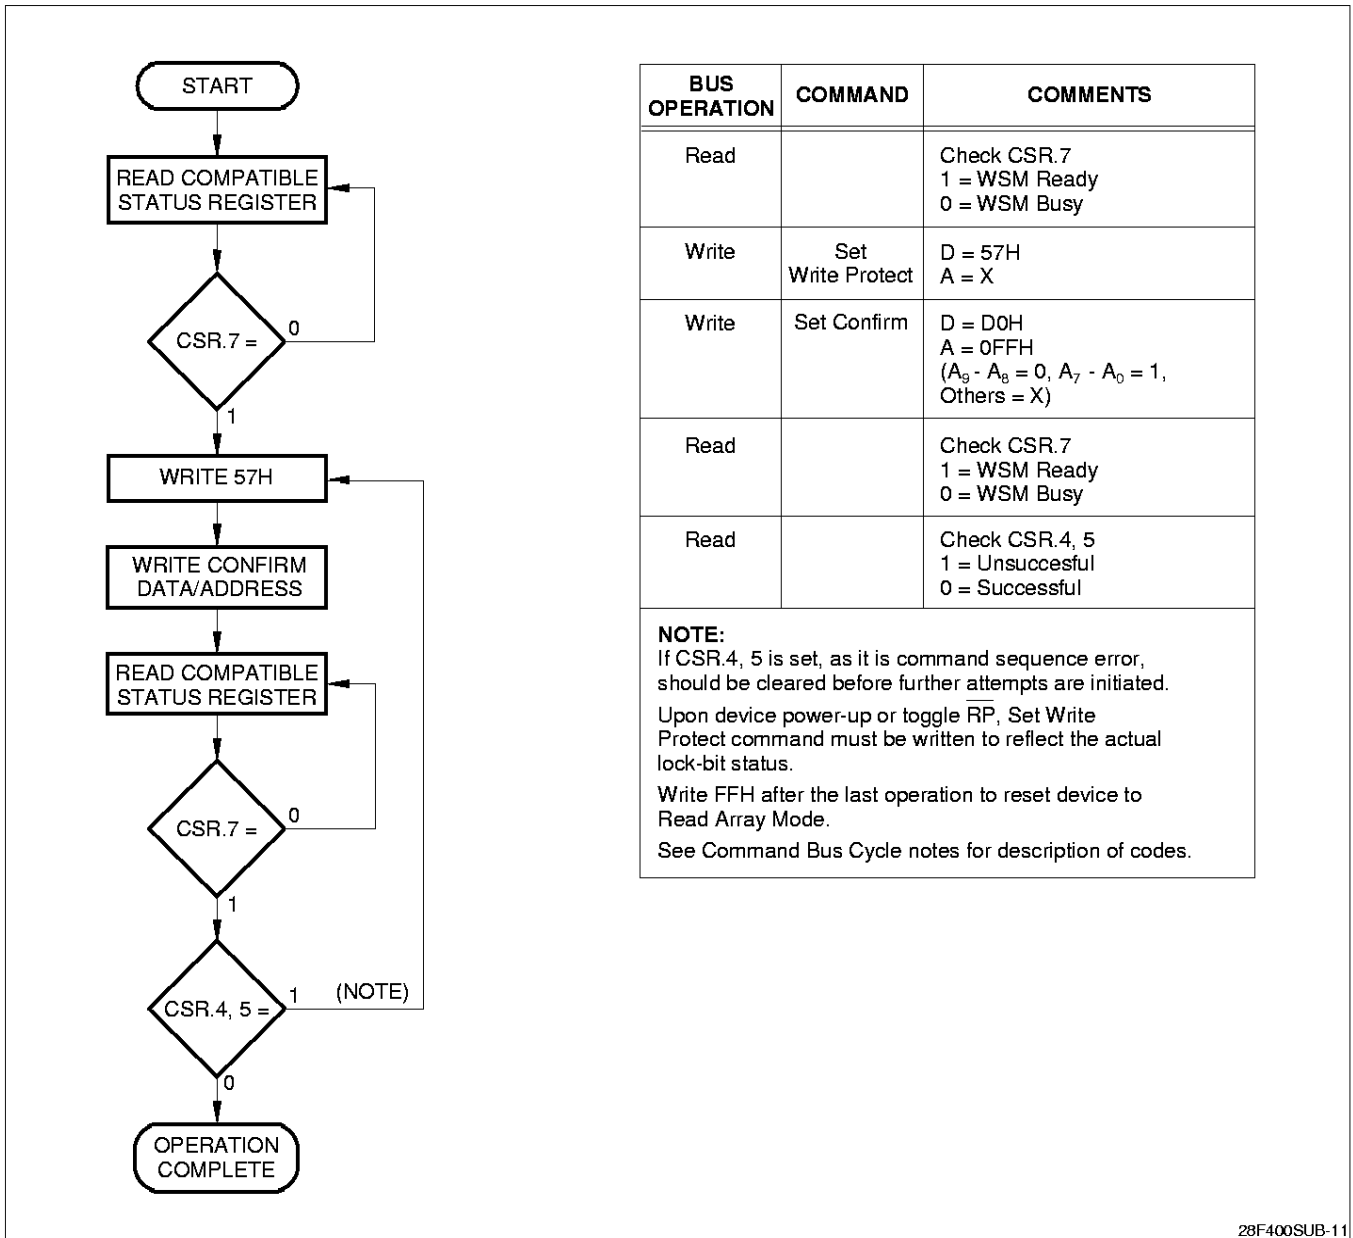 START
READ COMPATIBLE
STATUS REGISTER
CSR.7 =
0
1
WRITE 57H
WRITE CONFIRM
DATA/ADDRESS
READ COMPATIBLE
STATUS REGISTER
CSR.7 =
0
1
CSR.4, 5 =
1
(NOTE)
0
OPERATION
COMPLETE
BUS
OPERATION
COMMAND
COMMENTS
Read
Check CSR.7
1 = WSM Ready
0 = WSM Busy
Write
Set
Write Protect
D = 57H
A = X
Write
Set Confirm
D = D0H
A = 0FFH
(A₉ - A₈ = 0, A₇ - A₀ = 1,
Others = X)
Read
Check CSR.7
1 = WSM Ready
0 = WSM Busy
Read
Check CSR.4, 5
1 = Unsuccesful
0 = Successful
NOTE:
If CSR.4, 5 is set, as it is command sequence error,
should be cleared before further attempts are initiated.
Upon device power-up or toggle R̅P̅, Set Write
Protect command must be written to reflect the actual
lock-bit status.
Write FFH after the last operation to reset device to
Read Array Mode.
See Command Bus Cycle notes for description of codes.
28F400SUB-11